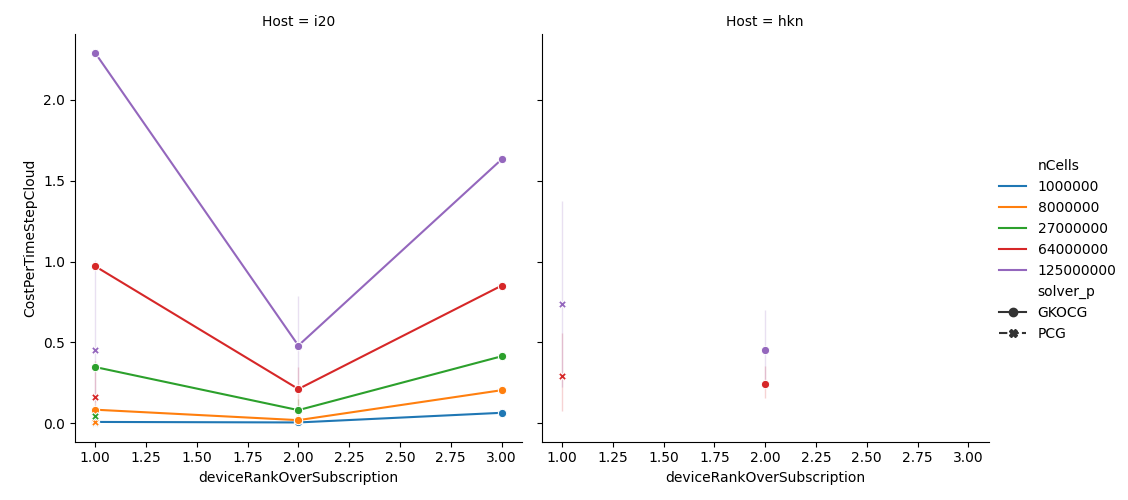 Host = i20
Host = hkn
CostPerTimeStepCloud
2.0
1.5
1.0
0.5
0.0
1.00 1.25 1.50 1.75 2.00 2.25 2.50 2.75 3.00
deviceRankOverSubscription
1.00 1.25 1.50 1.75 2.00 2.25 2.50 2.75 3.00
deviceRankOverSubscription
nCells
1000000
8000000
27000000
64000000
125000000
solver_p
GKOCG
PCG